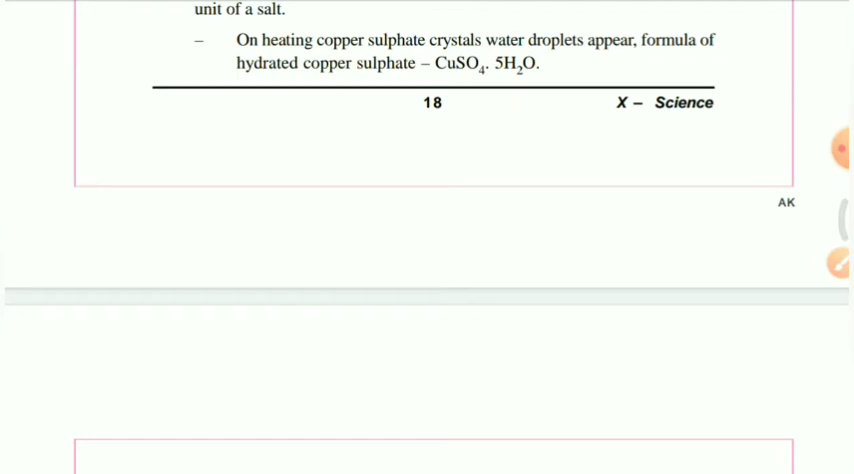 unit of a salt.
– On heating copper sulphate crystals water droplets appear, formula of
hydrated copper sulphate – CuSO₄. 5H₂O.
18 X – Science
AK